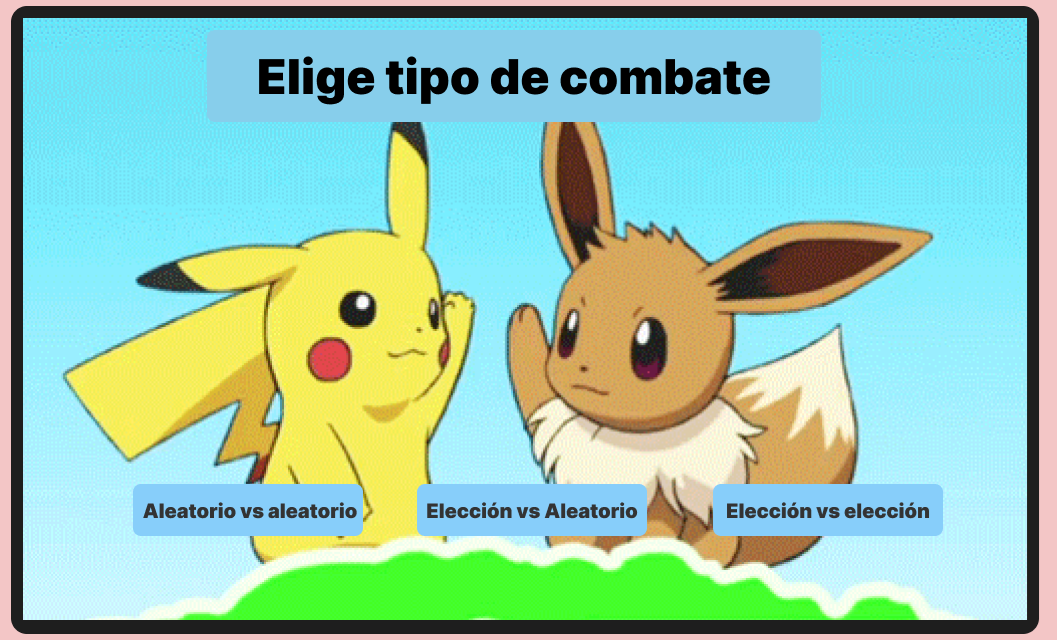 Elige tipo de combate
Aleatorio vs aleatorio
Elección vs Aleatorio
Elección vs elección